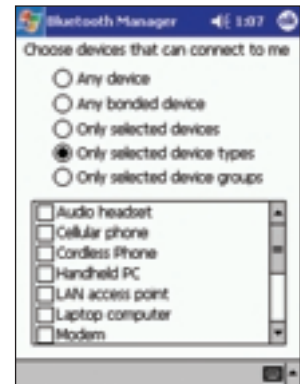 Bluetooth Manager 1:07 ok
Choose devices that can connect to me
Any device
Any bonded device
Only selected devices
Only selected device types
Only selected device groups
Audio headset
Cellular phone
Cordless Phone
Handheld PC
LAN access point
Laptop computer
Modem